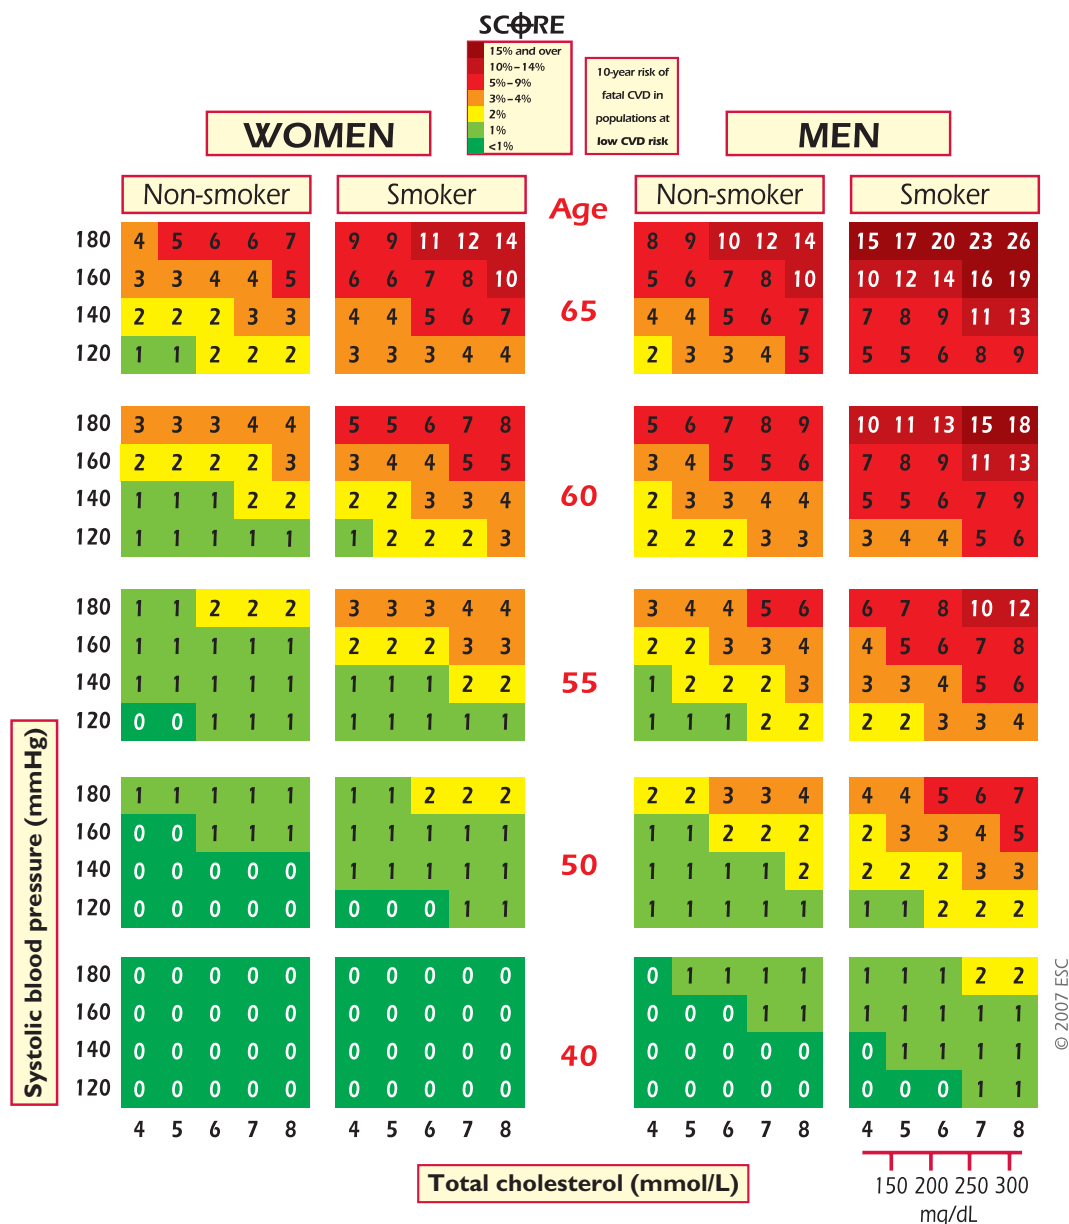 SCORE
15% and over
10%–14%
5%–9%
3%–4%
2%
1%
<1%
10-year risk of
fatal CVD in
populations at
low CVD risk
WOMEN
MEN
Non-smoker Smoker Age Non-smoker Smoker
180 4 5 6 6 7 9 9 11 12 14 8 9 10 12 14 15 17 20 23 26
160 3 3 4 4 5 6 6 7 8 10 5 6 7 8 10 10 12 14 16 19
65
140 2 2 2 3 3 4 4 5 6 7 4 4 5 6 7 7 8 9 11 13
120 1 1 2 2 2 3 3 3 4 4 2 3 3 4 5 5 5 6 8 9
180 3 3 3 4 4 5 5 6 7 8 5 6 7 8 9 10 11 13 15 18
160 2 2 2 2 3 3 4 4 5 5 3 4 5 5 6 7 8 9 11 13
60
140 1 1 1 2 2 2 2 3 3 4 2 3 3 4 4 5 5 6 7 9
120 1 1 1 1 1 1 2 2 2 3 2 2 2 3 3 3 4 4 5 6
180 1 1 2 2 2 3 3 3 4 4 3 4 4 5 6 6 7 8 10 12
160 1 1 1 1 1 2 2 2 3 3 2 2 3 3 4 4 5 6 7 8
55
140 1 1 1 1 1 1 1 1 2 2 1 2 2 2 3 3 3 4 5 6
120 0 0 1 1 1 1 1 1 1 1 1 1 1 2 2 2 2 3 3 4
180 1 1 1 1 1 1 1 2 2 2 2 2 3 3 4 4 4 5 6 7
160 0 0 1 1 1 1 1 1 1 1 1 1 2 2 2 2 3 3 4 5
50
140 0 0 0 0 0 1 1 1 1 1 1 1 1 1 2 2 2 2 3 3
120 0 0 0 0 0 0 0 0 1 1 1 1 1 1 1 1 1 2 2 2
180 0 0 0 0 0 0 0 0 0 0 0 1 1 1 1 1 1 1 2 2
160 0 0 0 0 0 0 0 0 0 0 0 0 0 1 1 1 1 1 1 1
40
140 0 0 0 0 0 0 0 0 0 0 0 0 0 0 0 0 1 1 1 1
120 0 0 0 0 0 0 0 0 0 0 0 0 0 0 0 0 0 0 1 1
4 5 6 7 8 4 5 6 7 8 4 5 6 7 8 4 5 6 7 8
Systolic blood pressure (mmHg)
Total cholesterol (mmol/L)
150 200 250 300
mg/dL
© 2007 ESC